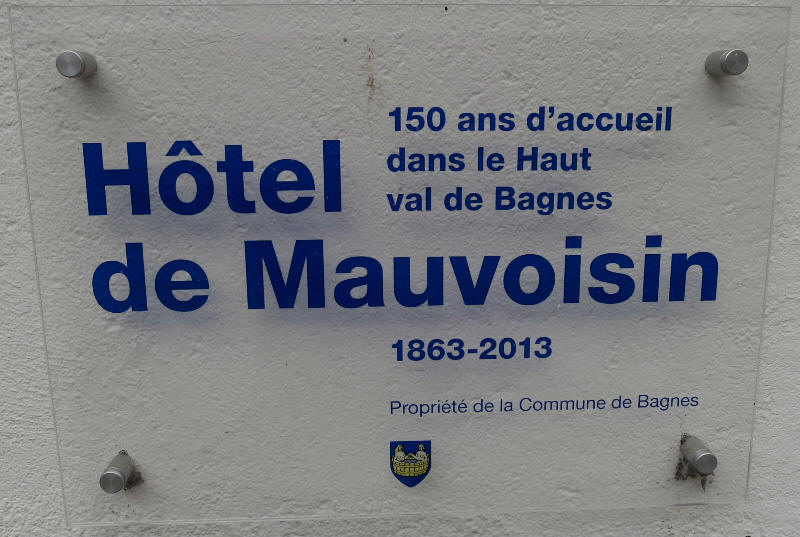 Hôtel
de Mauvoisin
150 ans d'accueil
dans le Haut
val de Bagnes
1863-2013
Propriété de la Commune de Bagnes